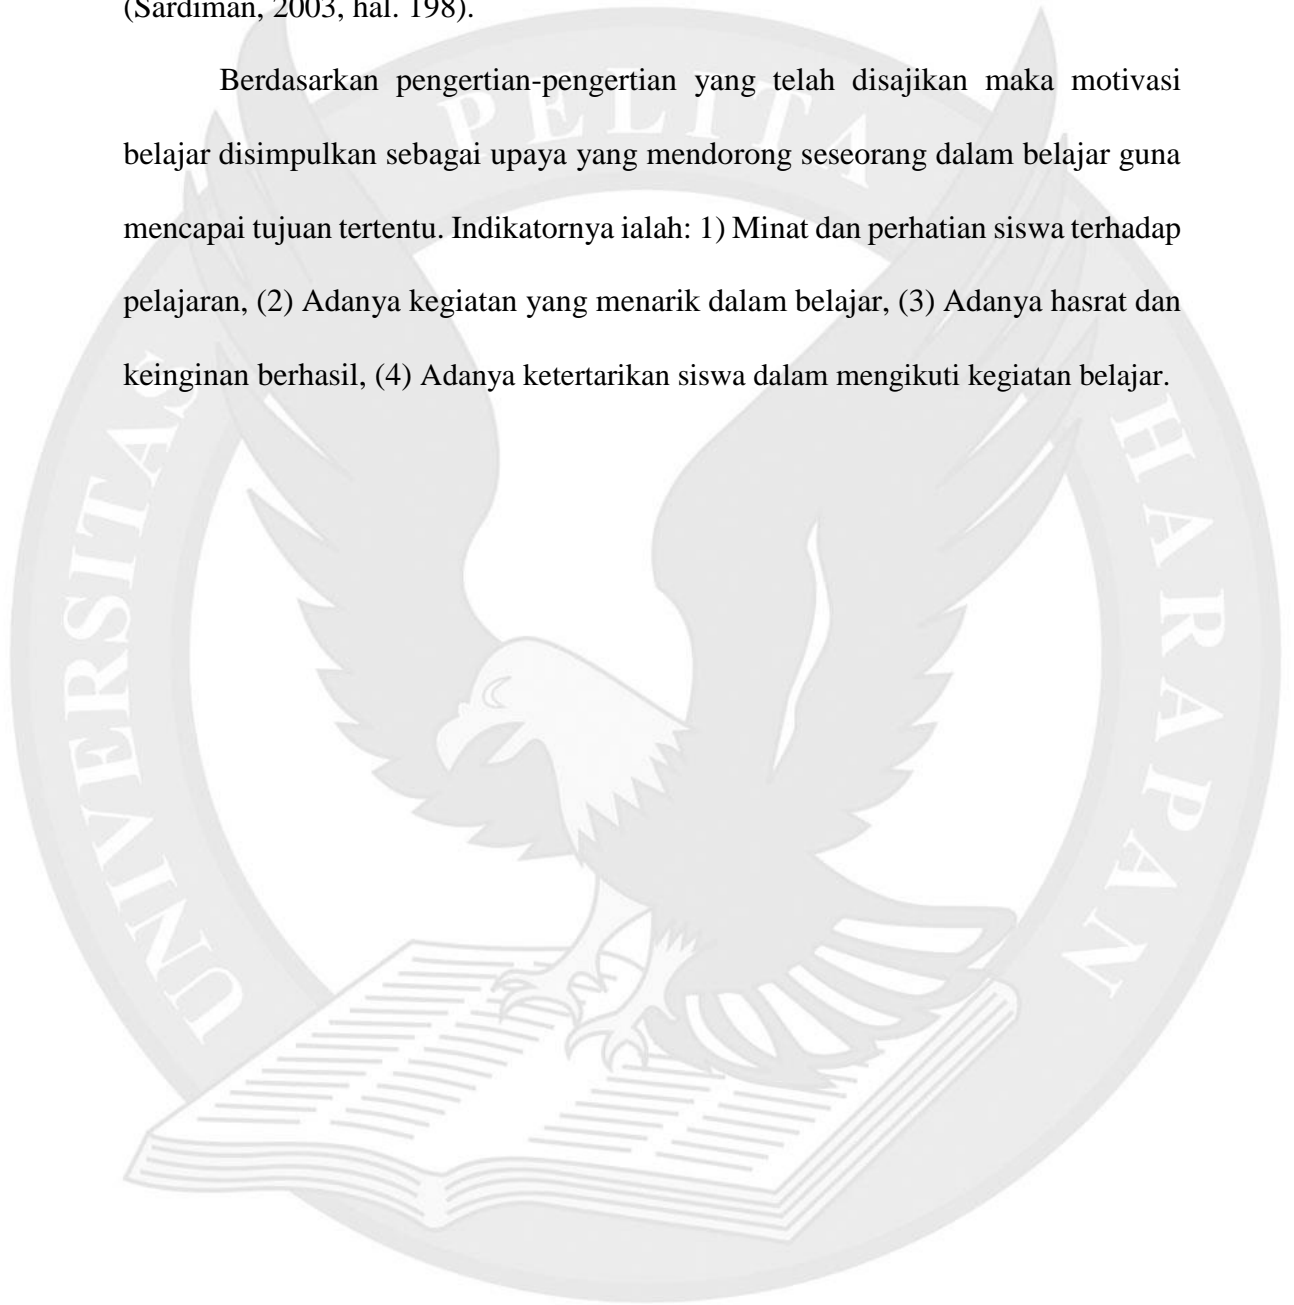 (Sardiman, 2003, hal. 198).
Berdasarkan pengertian-pengertian yang telah disajikan maka motivasi
belajar disimpulkan sebagai upaya yang mendorong seseorang dalam belajar guna
mencapai tujuan tertentu. Indikatornya ialah: 1) Minat dan perhatian siswa terhadap
pelajaran, (2) Adanya kegiatan yang menarik dalam belajar, (3) Adanya hasrat dan
keinginan berhasil, (4) Adanya ketertarikan siswa dalam mengikuti kegiatan belajar.
UNIVERSITAS PELITA HARAPAN